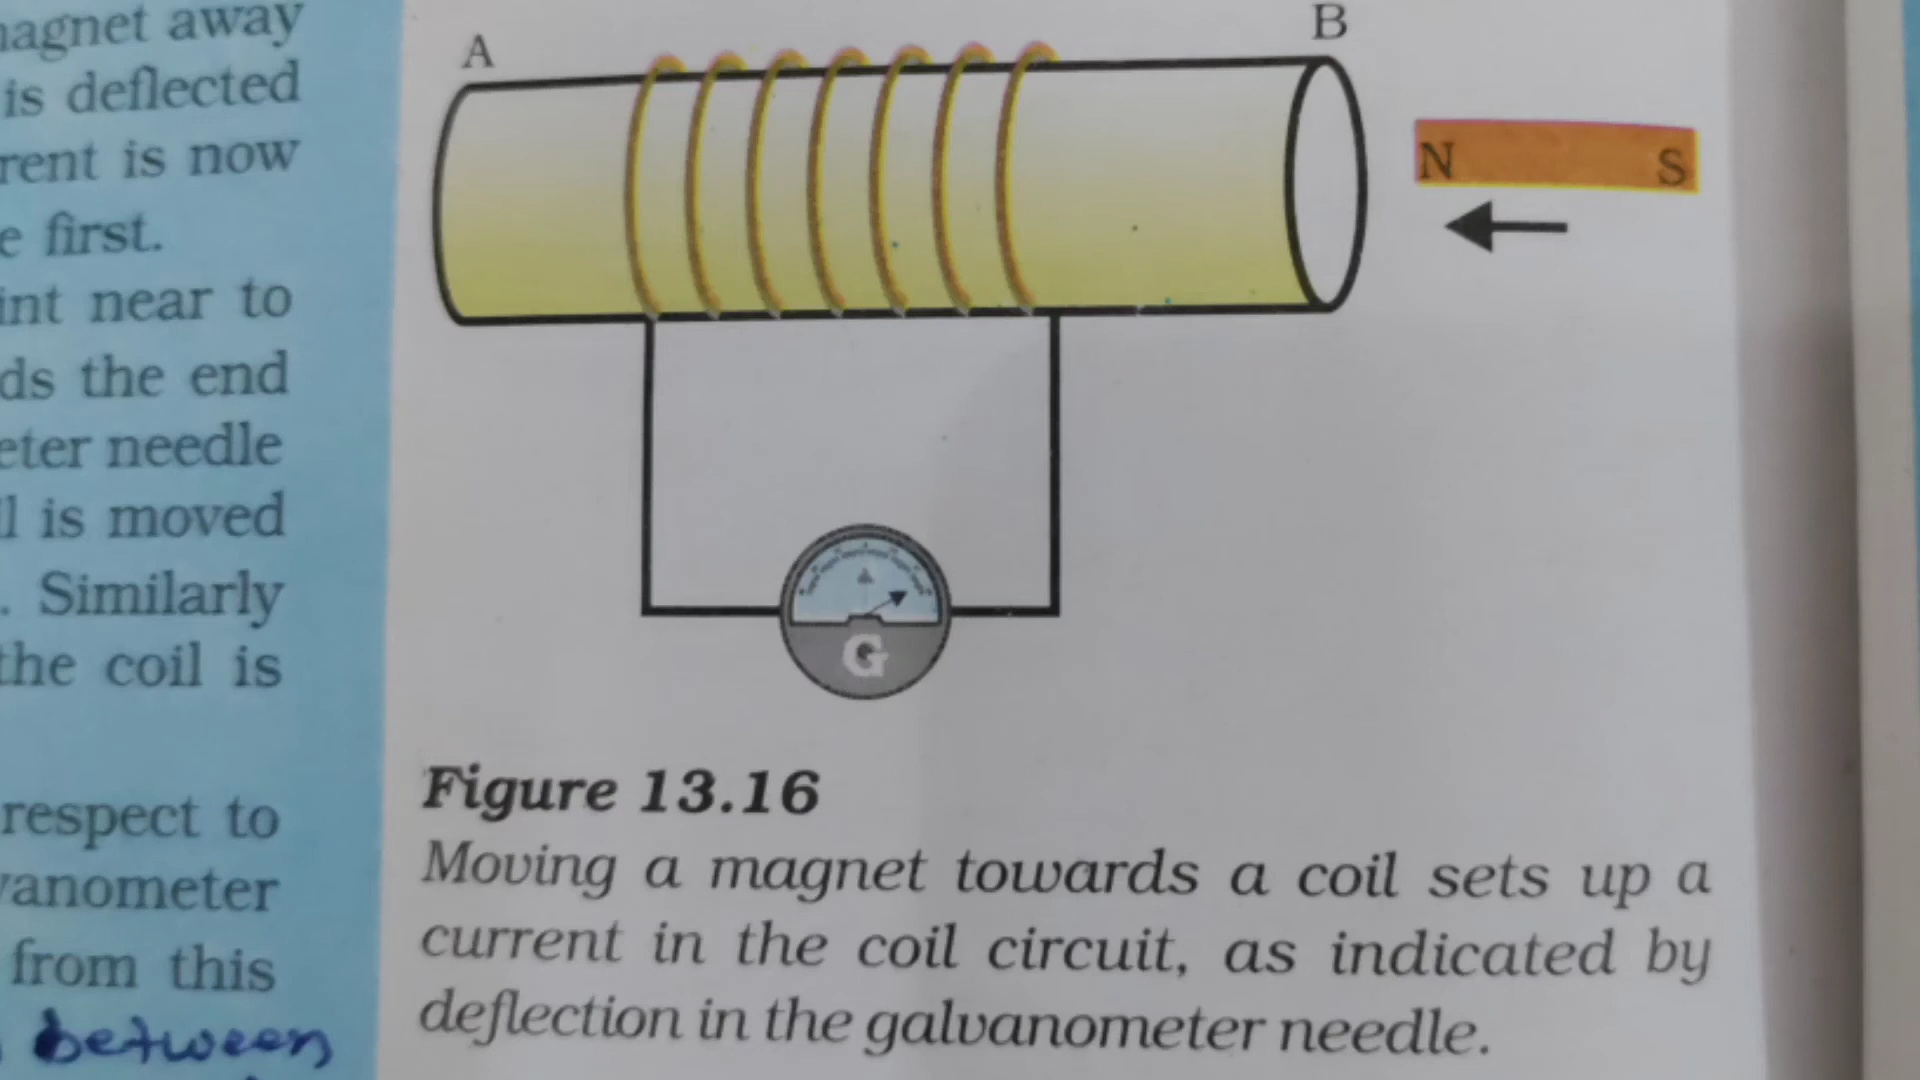 magnet away
is deflected
rent is now
e first.
int near to
ds the end
eter needle
l is moved
. Similarly
the coil is
respect to
vanometer
from this
between
A
B
N S
G
Figure 13.16
Moving a magnet towards a coil sets up a
current in the coil circuit, as indicated by
deflection in the galvanometer needle.